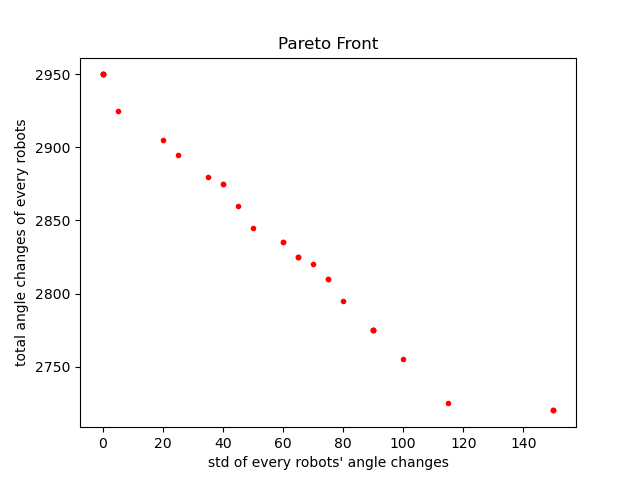 Pareto Front
total angle changes of every robots
2950
2900
2850
2800
2750
0 20 40 60 80 100 120 140
std of every robots' angle changes